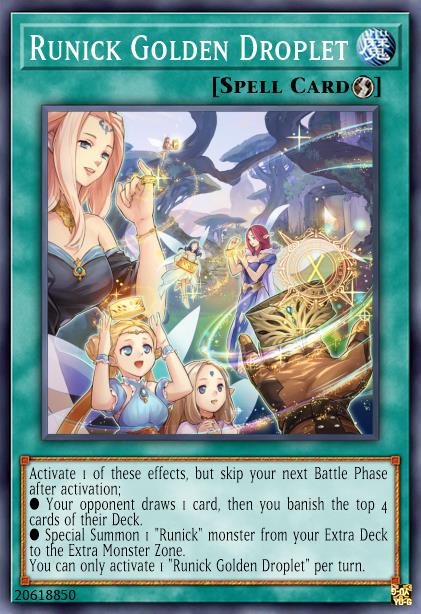 Runick Golden Droplet
魔
[Spell Card]
Activate 1 of these effects, but skip your next Battle Phase
after activation;
● Your opponent draws 1 card, then you banish the top 4
cards of their Deck.
● Special Summon 1 "Runick" monster from your Extra Deck
to the Extra Monster Zone.
You can only activate 1 "Runick Golden Droplet" per turn.
20618850